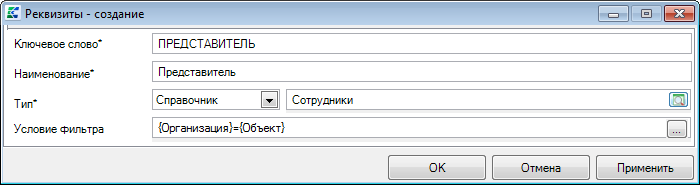 Реквизиты - создание
Ключевое слово* ПРЕДСТАВИТЕЛЬ
Наименование* Представитель
Тип* Справочник Сотрудники
Условие фильтра {Организация}={Объект} ...
OK Отмена Применить